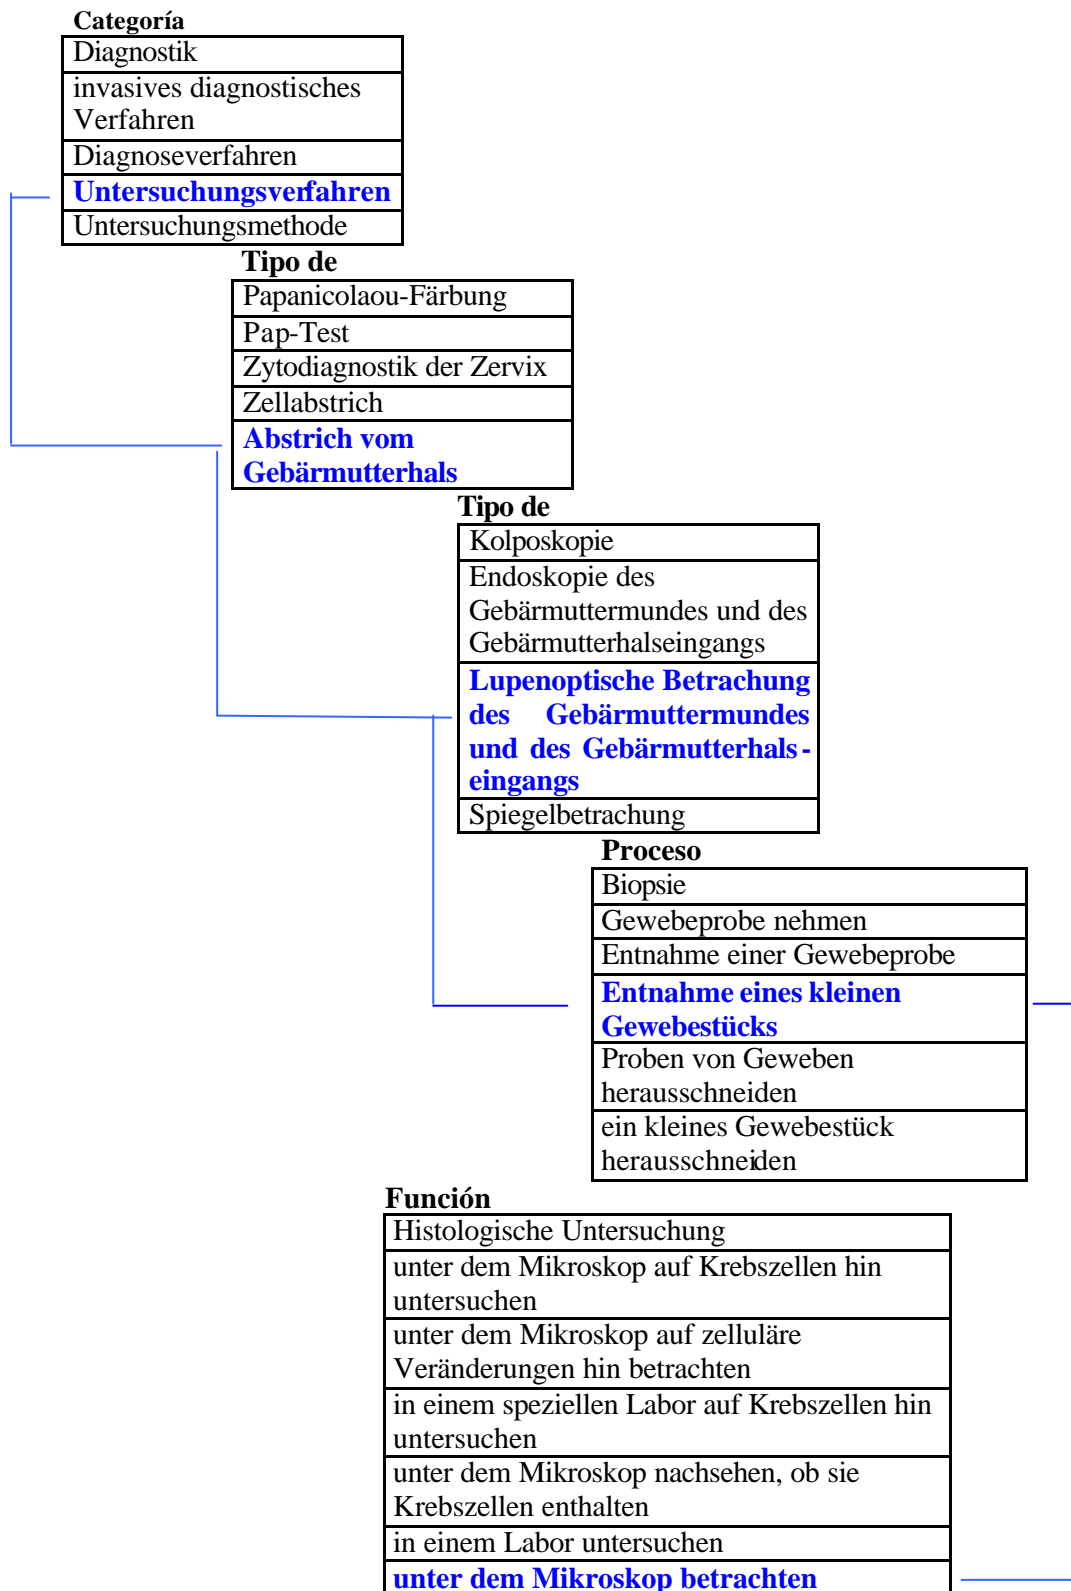 Categoría
Diagnostik
invasives diagnostisches
Verfahren
Diagnoseverfahren
Untersuchungsverfahren
Untersuchungsmethode
Tipo de
Papanicolaou-Färbung
Pap-Test
Zytodiagnostik der Zervix
Zellabstrich
Abstrich vom
Gebärmutterhals
Tipo de
Kolposkopie
Endoskopie des
Gebärmuttermundes und des
Gebärmutterhalseingangs
Lupenoptische Betrachung
des Gebärmuttermundes
und des Gebärmutterhals-
eingangs
Spiegelbetrachung
Proceso
Biopsie
Gewebeprobe nehmen
Entnahme einer Gewebeprobe
Entnahme eines kleinen
Gewebestücks
Proben von Geweben
herausschneiden
ein kleines Gewebestück
herausschneiden
Función
Histologische Untersuchung
unter dem Mikroskop auf Krebszellen hin
untersuchen
unter dem Mikroskop auf zelluläre
Veränderungen hin betrachten
in einem speziellen Labor auf Krebszellen hin
untersuchen
unter dem Mikroskop nachsehen, ob sie
Krebszellen enthalten
in einem Labor untersuchen
unter dem Mikroskop betrachten